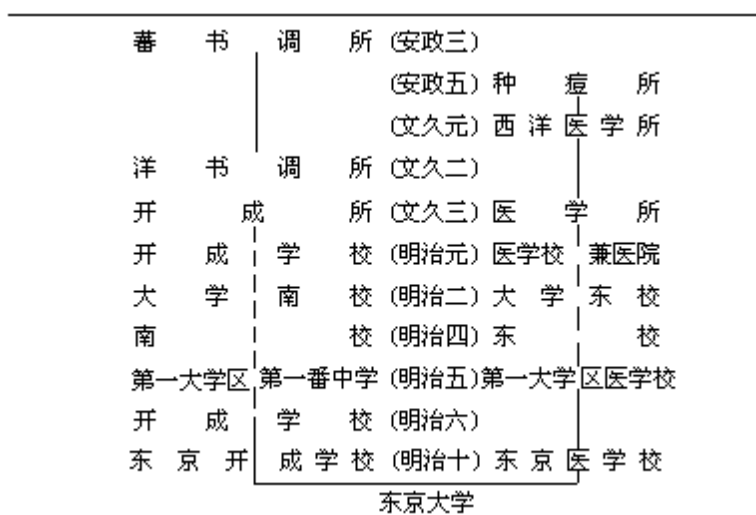 蕃书调所 (安政三)
(安政五) 种痘所
(文久元) 西洋医学所
洋书调所 (文久二)
开成所 (文久三) 医学所
开成学校 (明治元) 医学校兼医院
大学南校 (明治二) 大学东校
南校 (明治四) 东校
第一大学区第一番中学 (明治五) 第一大学区医学校
开成学校 (明治六)
东京开成学校 (明治十) 东京医学校
东京大学